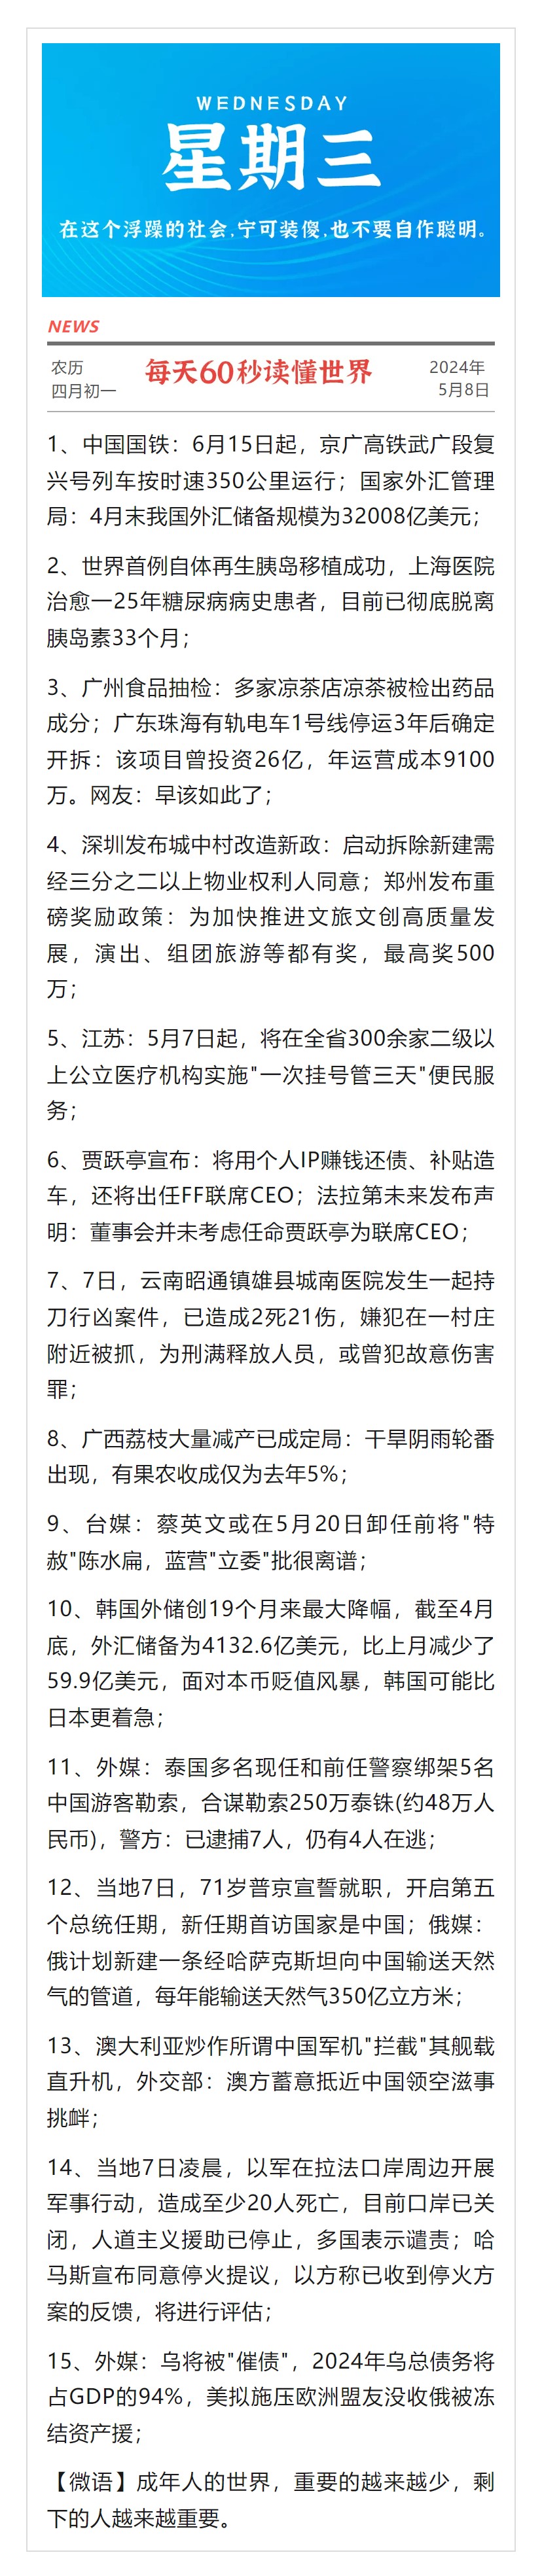 WEDNESDAY
星期三
在这个浮躁的社会,宁可装傻,也不要自作聪明。
NEWS
农历
四月初一
每天60秒读懂世界
2024年
5月8日
1、中国国铁：6月15日起，京广高铁武广段复
兴号列车按时速350公里运行；国家外汇管理
局：4月末我国外汇储备规模为32008亿美元；
2、世界首例自体再生胰岛移植成功，上海医院
治愈一25年糖尿病病史患者，目前已彻底脱离
胰岛素33个月；
3、广州食品抽检：多家凉茶店凉茶被检出药品
成分；广东珠海有轨电车1号线停运3年后确定
开拆：该项目曾投资26亿，年运营成本9100
万。网友：早该如此了；
4、深圳发布城中村改造新政：启动拆除新建需
经三分之二以上物业权利人同意；郑州发布重
磅奖励政策：为加快推进文旅文创高质量发
展，演出、组团旅游等都有奖，最高奖500
万；
5、江苏：5月7日起，将在全省300余家二级以
上公立医疗机构实施"一次挂号管三天"便民服
务；
6、贾跃亭宣布：将用个人IP赚钱还债、补贴造
车，还将出任FF联席CEO；法拉第未来发布声
明：董事会并未考虑任命贾跃亭为联席CEO；
7、7日，云南昭通镇雄县城南医院发生一起持
刀行凶案件，已造成2死21伤，嫌犯在一村庄
附近被抓，为刑满释放人员，或曾犯故意伤害
罪；
8、广西荔枝大量减产已成定局：干旱阴雨轮番
出现，有果农收成仅为去年5%；
9、台媒：蔡英文或在5月20日卸任前将"特
赦"陈水扁，蓝营"立委"批很离谱；
10、韩国外储创19个月来最大降幅，截至4月
底，外汇储备为4132.6亿美元，比上月减少了
59.9亿美元，面对本币贬值风暴，韩国可能比
日本更着急；
11、外媒：泰国多名现任和前任警察绑架5名
中国游客勒索，合谋勒索250万泰铢(约48万人
民币)，警方：已逮捕7人，仍有4人在逃；
12、当地7日，71岁普京宣誓就职，开启第五
个总统任期，新任期首访国家是中国；俄媒：
俄计划新建一条经哈萨克斯坦向中国输送天然
气的管道，每年能输送天然气350亿立方米；
13、澳大利亚炒作所谓中国军机"拦截"其舰载
直升机，外交部：澳方蓄意抵近中国领空滋事
挑衅；
14、当地7日凌晨，以军在拉法口岸周边开展
军事行动，造成至少20人死亡，目前口岸已关
闭，人道主义援助已停止，多国表示谴责；哈
马斯宣布同意停火提议，以方称已收到停火方
案的反馈，将进行评估；
15、外媒：乌将被"催债"，2024年乌总债务将
占GDP的94%，美拟施压欧洲盟友没收俄被冻
结资产援；
【微语】成年人的世界，重要的越来越少，剩
下的人越来越重要。